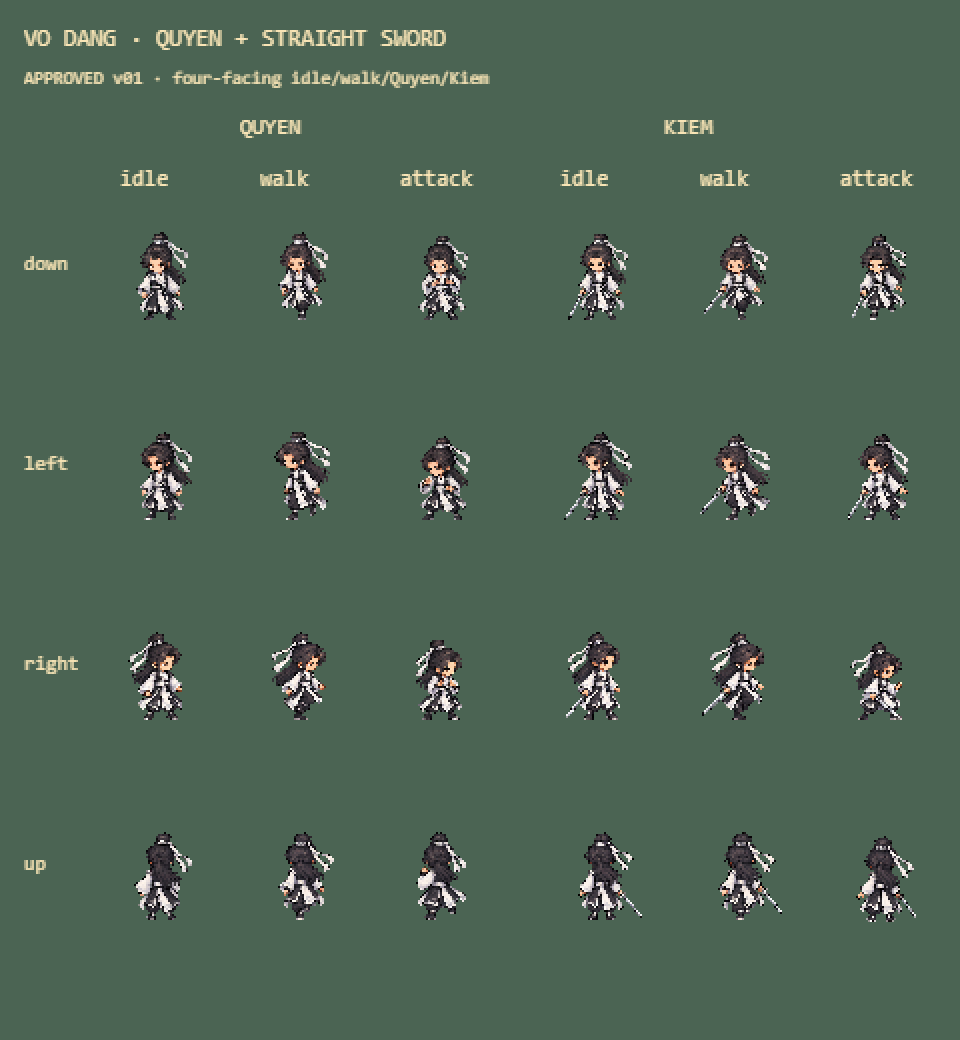 VO DANG · QUYEN + STRAIGHT SWORD
APPROVED v01 · four-facing idle/walk/Quyen/Kiem
QUYEN KIEM
idle walk attack idle walk attack
down
left
right
up